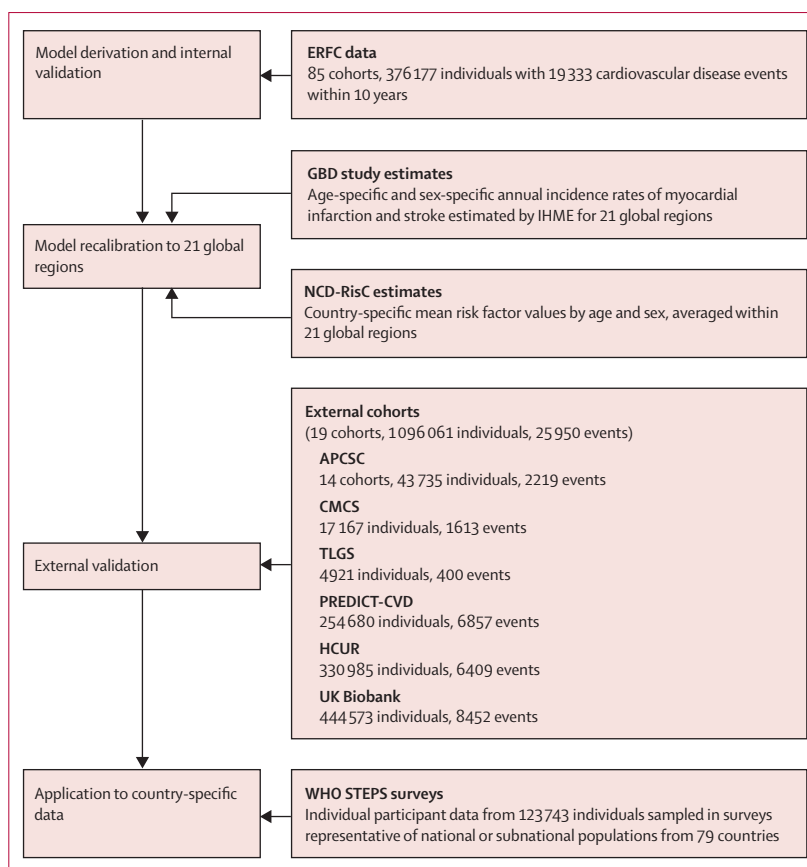 Model derivation and internal
validation
ERFC data
85 cohorts, 376 177 individuals with 19 333 cardiovascular disease events
within 10 years
GBD study estimates
Age-specific and sex-specific annual incidence rates of myocardial
infarction and stroke estimated by IHME for 21 global regions
Model recalibration to 21 global
regions
NCD-RisC estimates
Country-specific mean risk factor values by age and sex, averaged within
21 global regions
External cohorts
(19 cohorts, 1 096 061 individuals, 25 950 events)
APCSC
14 cohorts, 43 735 individuals, 2219 events
CMCS
17 167 individuals, 1613 events
TLGS
4921 individuals, 400 events
PREDICT-CVD
254 680 individuals, 6857 events
HCUR
330 985 individuals, 6409 events
UK Biobank
444 573 individuals, 8452 events
External validation
Application to country-specific
data
WHO STEPS surveys
Individual participant data from 123 743 individuals sampled in surveys
representative of national or subnational populations from 79 countries